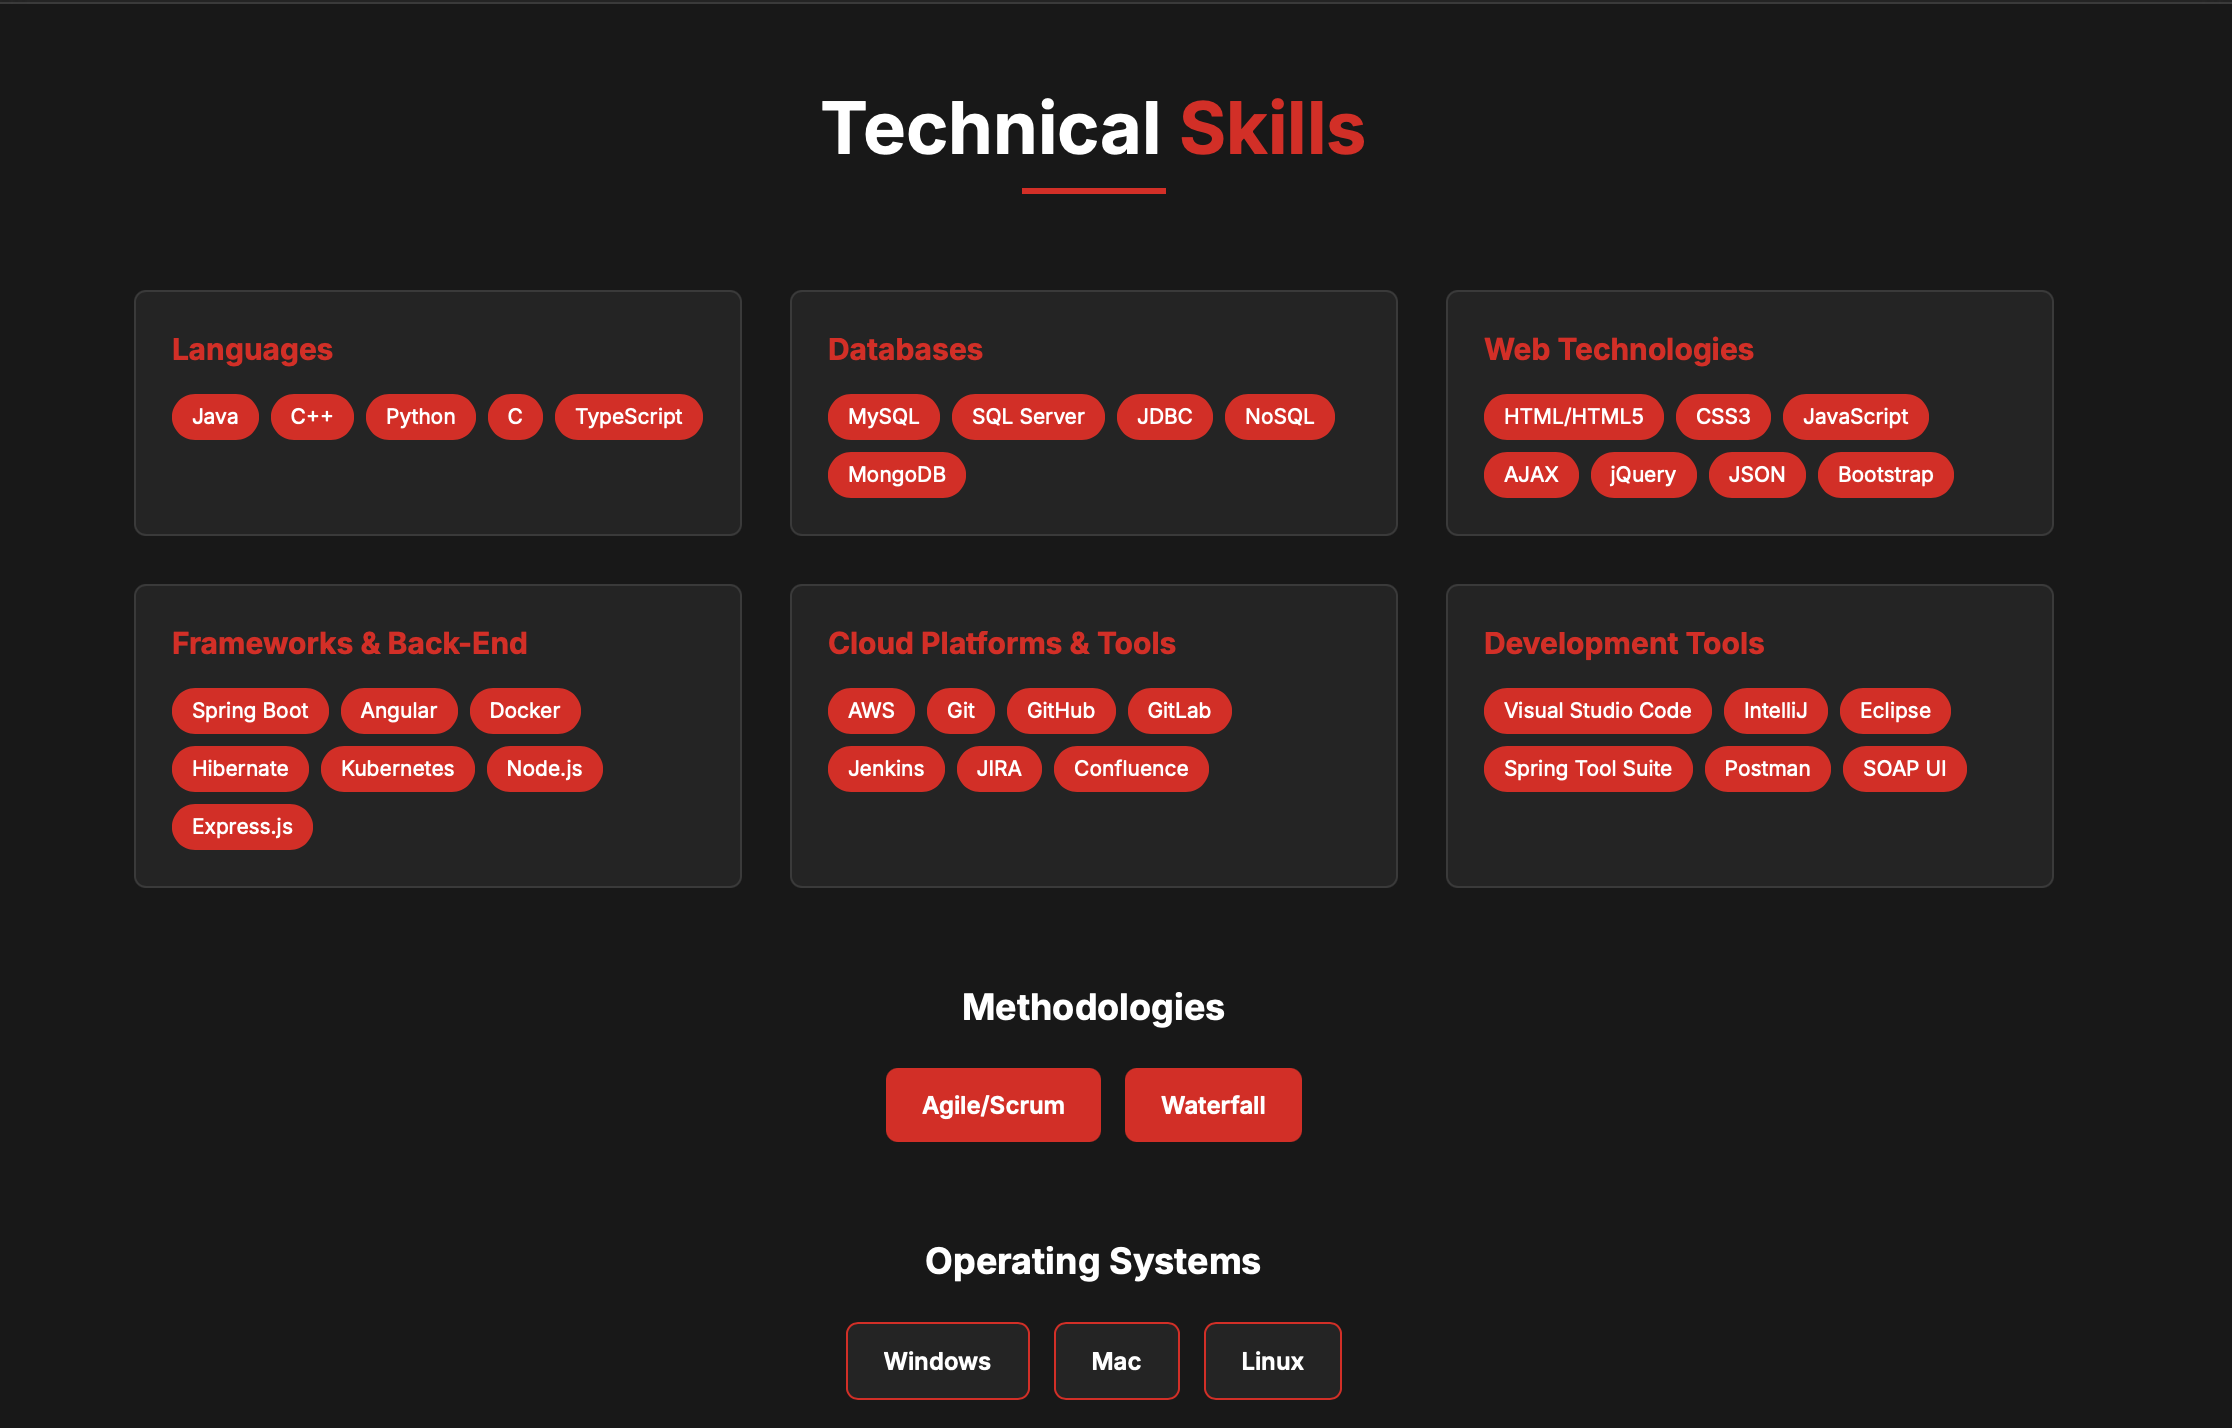 Technical Skills
Languages
Java C++ Python C TypeScript
Databases
MySQL SQL Server JDBC NoSQL
MongoDB
Web Technologies
HTML/HTML5 CSS3 JavaScript
AJAX jQuery JSON Bootstrap
Frameworks & Back-End
Spring Boot Angular Docker
Hibernate Kubernetes Node.js
Express.js
Cloud Platforms & Tools
AWS Git GitHub GitLab
Jenkins JIRA Confluence
Development Tools
Visual Studio Code IntelliJ Eclipse
Spring Tool Suite Postman SOAP UI
Methodologies
Agile/Scrum Waterfall
Operating Systems
Windows Mac Linux